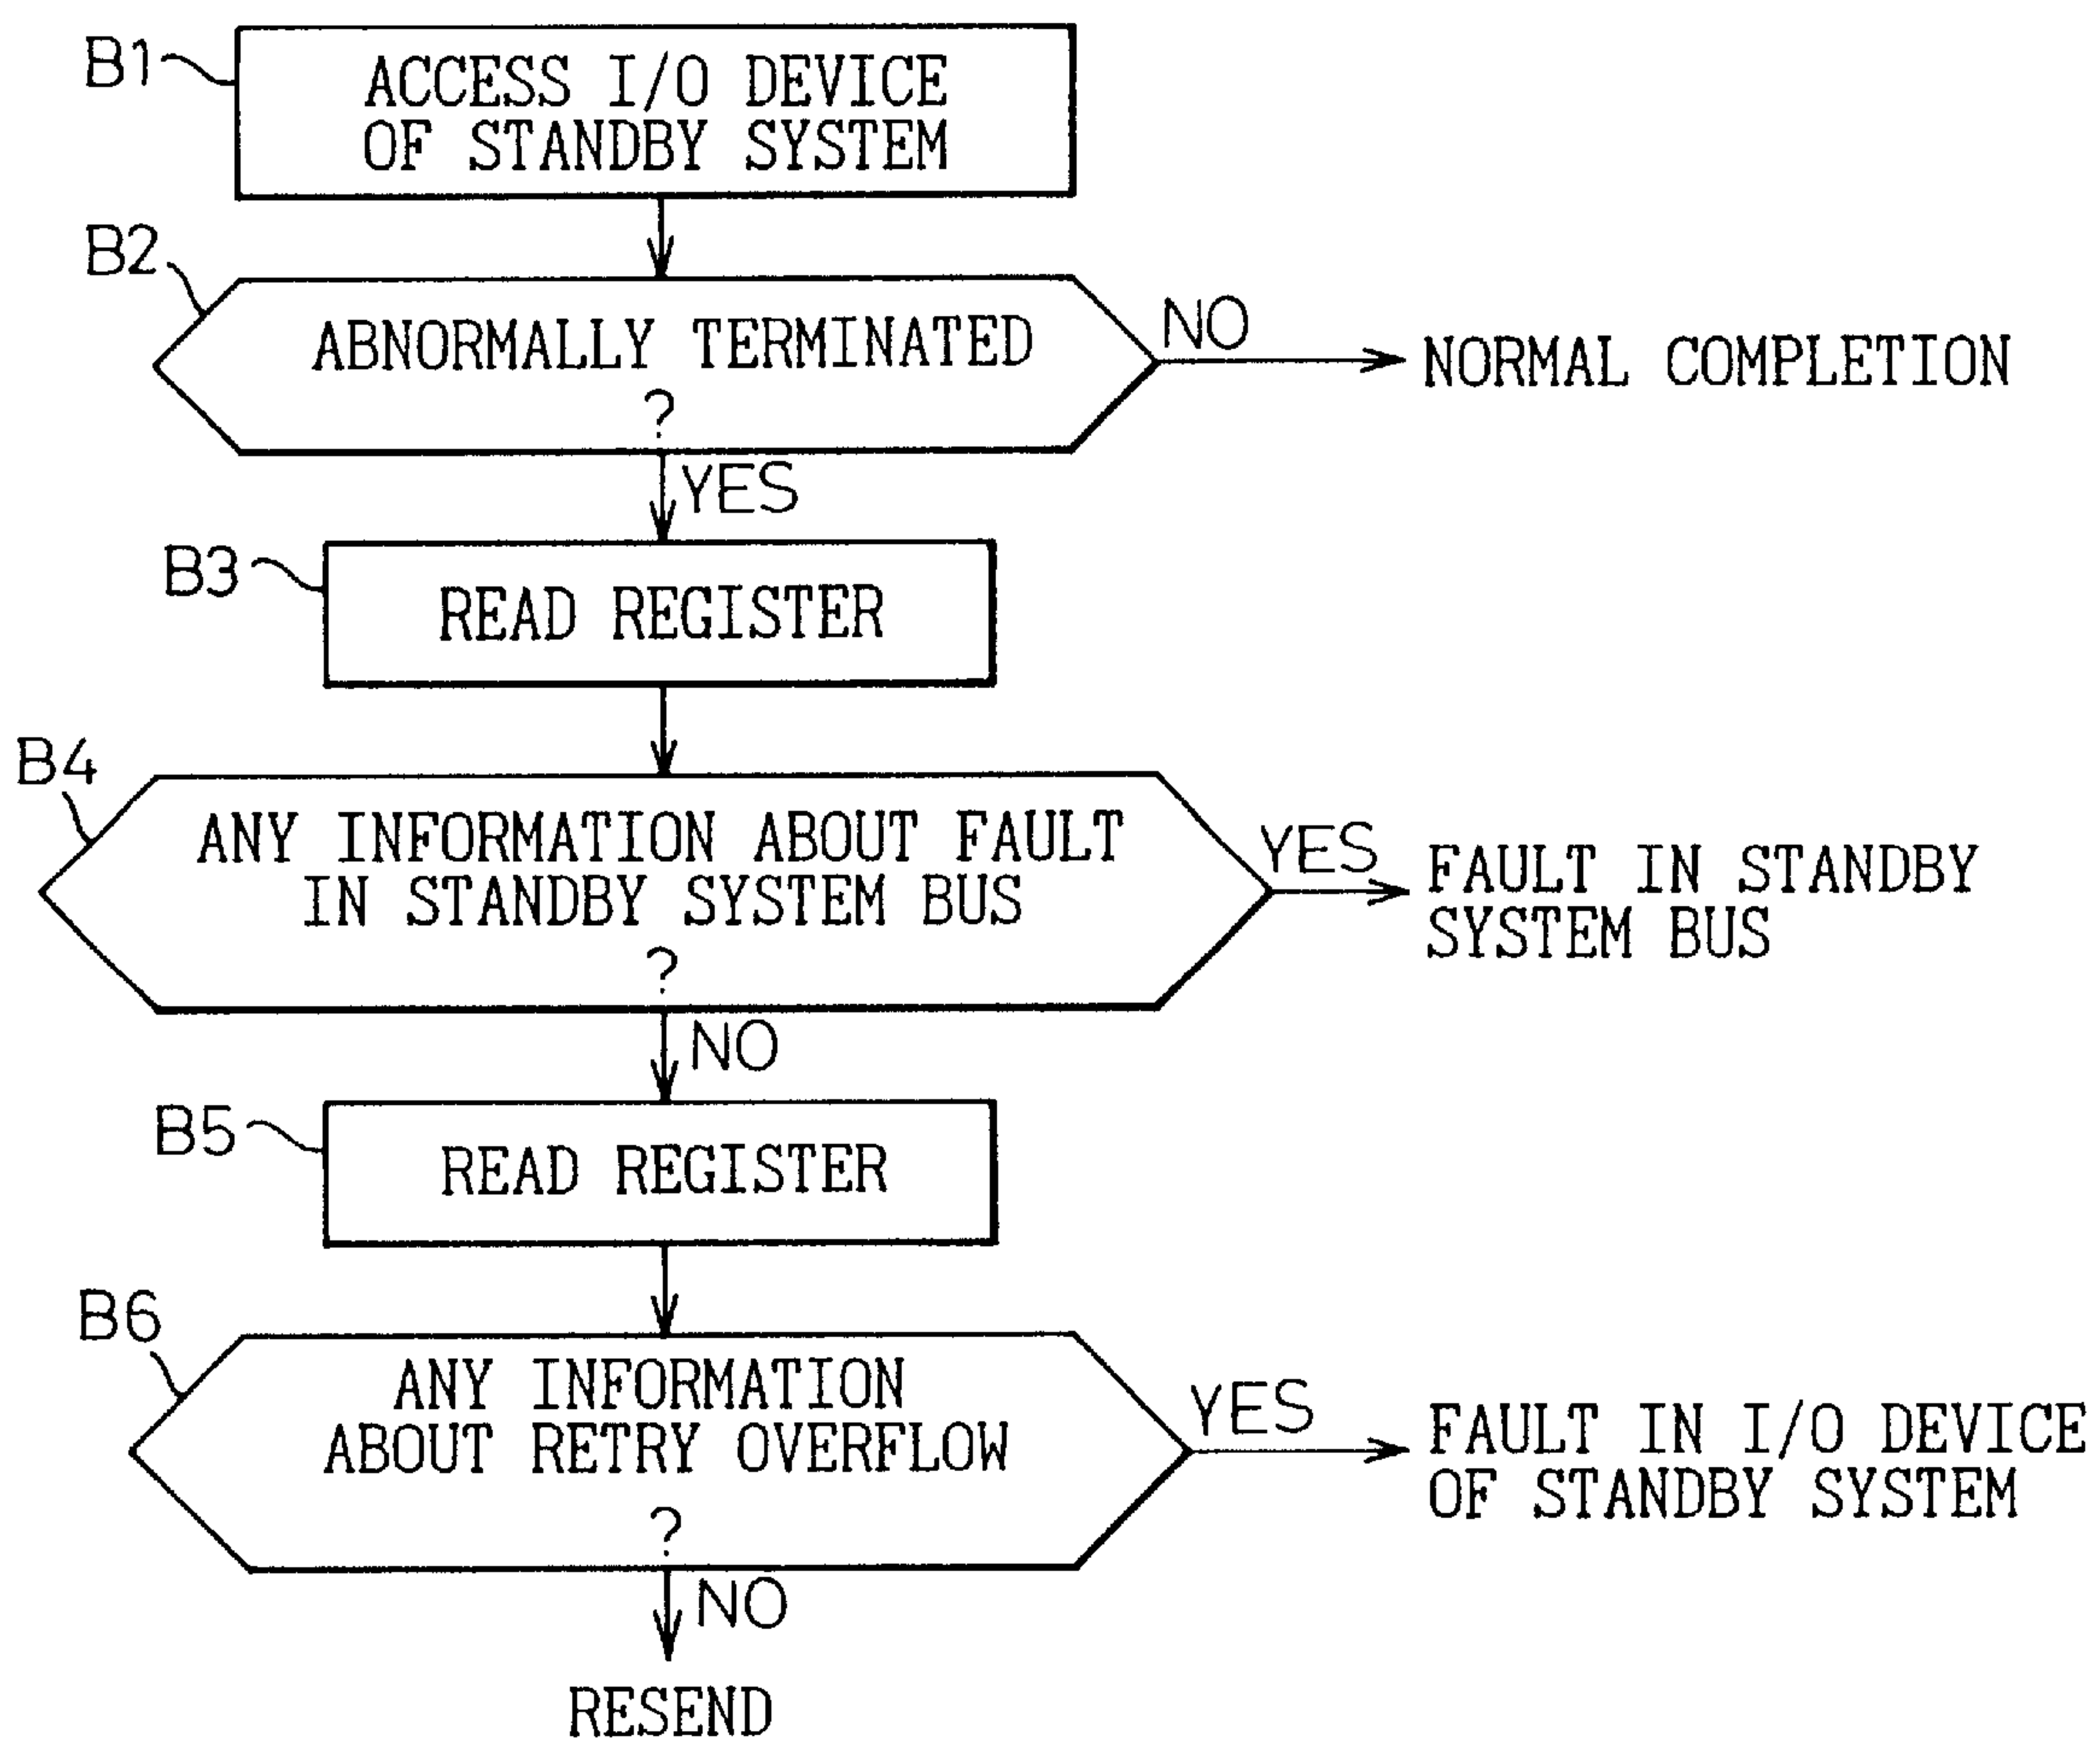 B1
ACCESS I/O DEVICE
OF STANDBY SYSTEM
B2
ABNORMALLY TERMINATED
?
NO
NORMAL COMPLETION
YES
B3
READ REGISTER
B4
ANY INFORMATION ABOUT FAULT
IN STANDBY SYSTEM BUS
?
YES
FAULT IN STANDBY
SYSTEM BUS
NO
B5
READ REGISTER
B6
ANY INFORMATION
ABOUT RETRY OVERFLOW
?
YES
FAULT IN I/O DEVICE
OF STANDBY SYSTEM
NO
RESEND